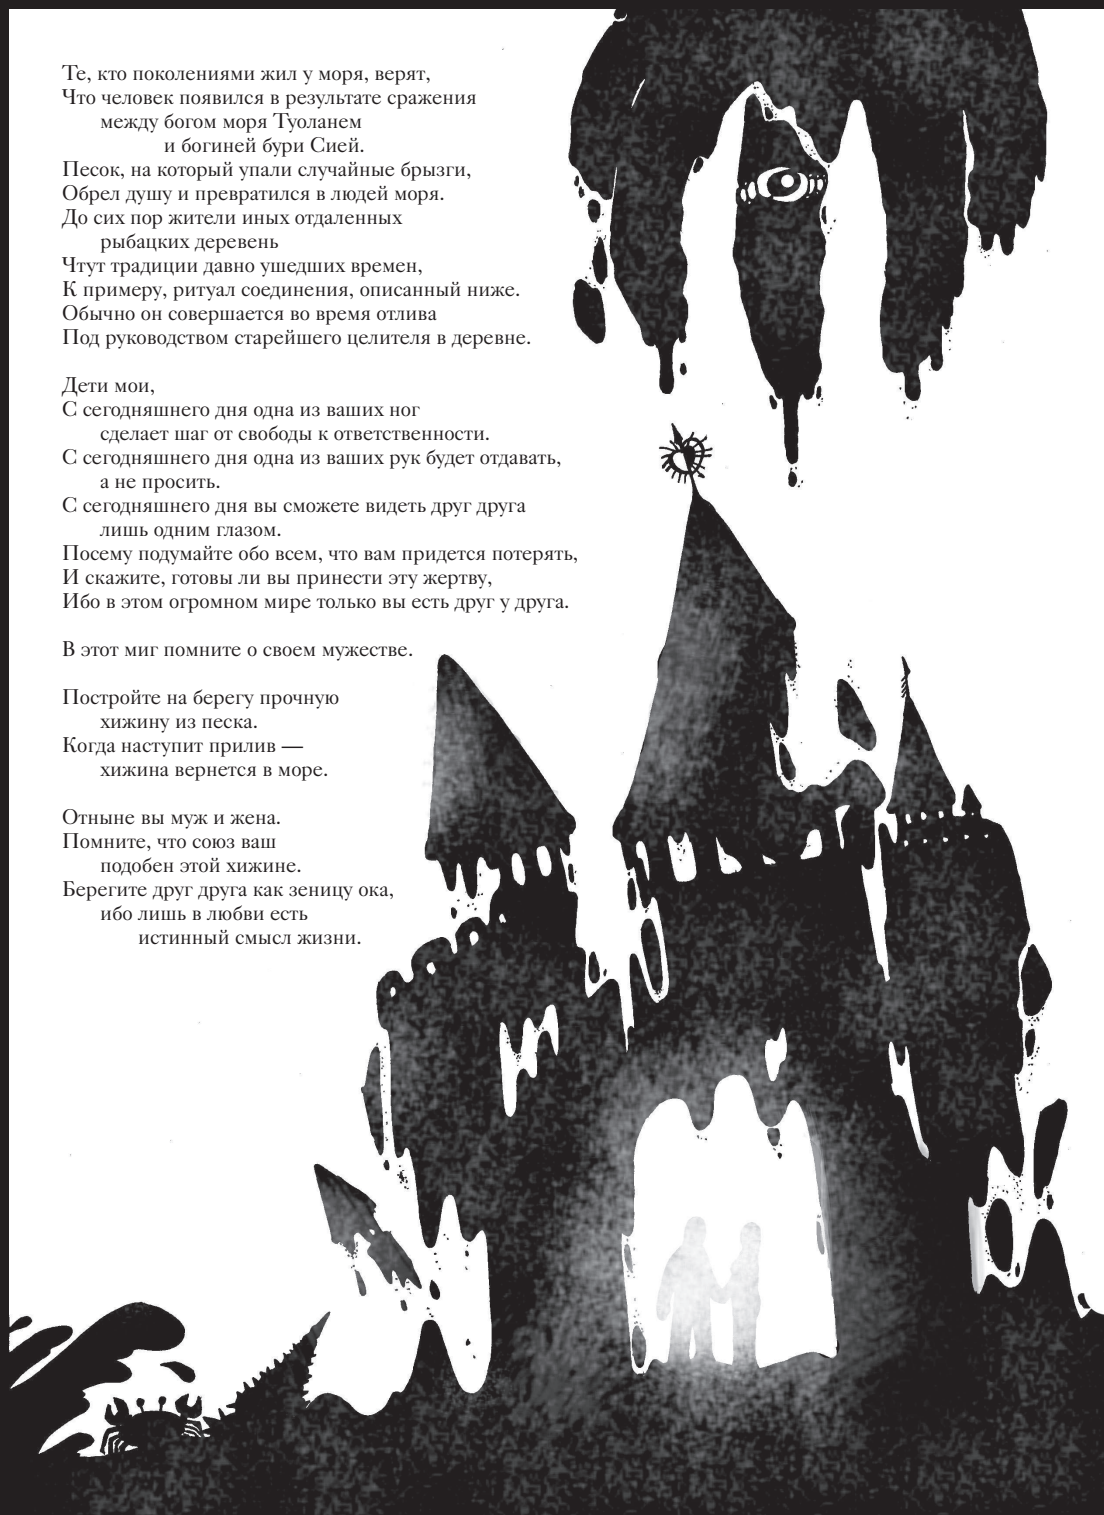 Те, кто поколениями жил у моря, верят,
Что человек появился в результате сражения
между богом моря Туоланем
и богиней бури Сией.
Песок, на который упали случайные брызги,
Обрел душу и превратился в людей моря.
До сих пор жители иных отдаленных
рыбацких деревень
Чтут традиции давно ушедших времен,
К примеру, ритуал соединения, описанный ниже.
Обычно он совершается во время отлива
Под руководством старейшего целителя в деревне.

Дети мои,
С сегодняшнего дня одна из ваших ног
сделает шаг от свободы к ответственности.
С сегодняшнего дня одна из ваших рук будет отдавать,
а не просить.
С сегодняшнего дня вы сможете видеть друг друга
лишь одним глазом.
Посему подумайте обо всем, что вам придется потерять,
И скажите, готовы ли вы принести эту жертву,
Ибо в этом огромном мире только вы есть друг у друга.

В этот миг помните о своем мужестве.

Постройте на берегу прочную
хижину из песка.
Когда наступит прилив —
хижина вернется в море.

Отныне вы муж и жена.
Помните, что союз ваш
подобен этой хижине.
Берегите друг друга как зеницу ока,
ибо лишь в любви есть
истинный смысл жизни.